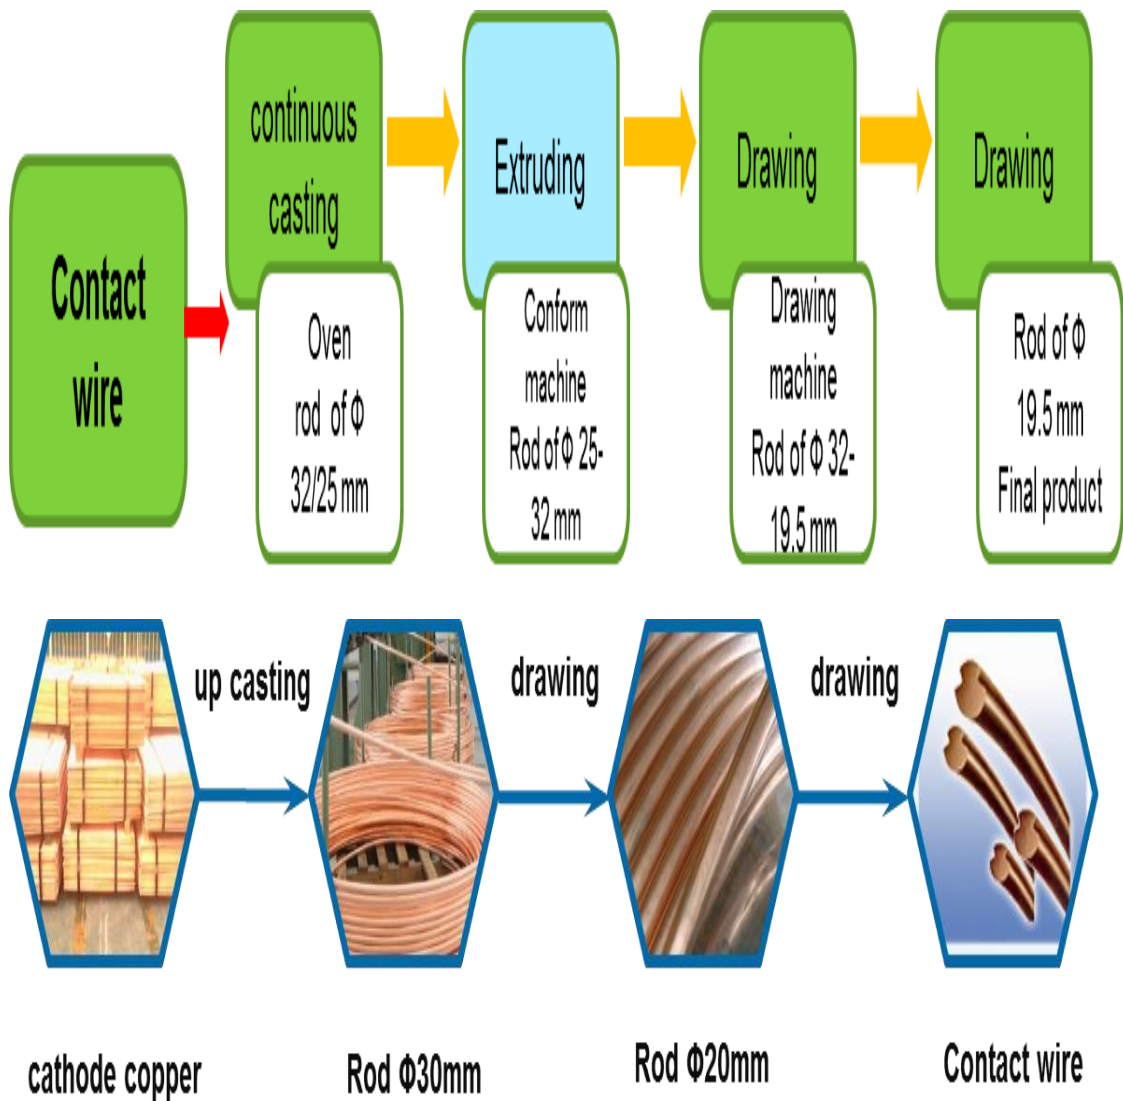 Contact
wire
continuous
casting
Oven
rod of Φ
32/25 mm
Extruding
Conform
machine
Rod of Φ 25-
32 mm
Drawing
Drawing
machine
Rod of Φ 32-
19.5 mm
Drawing
Rod of Φ
19.5 mm
Final product
up casting
drawing
drawing
cathode copper
Rod Φ30mm
Rod Φ20mm
Contact wire